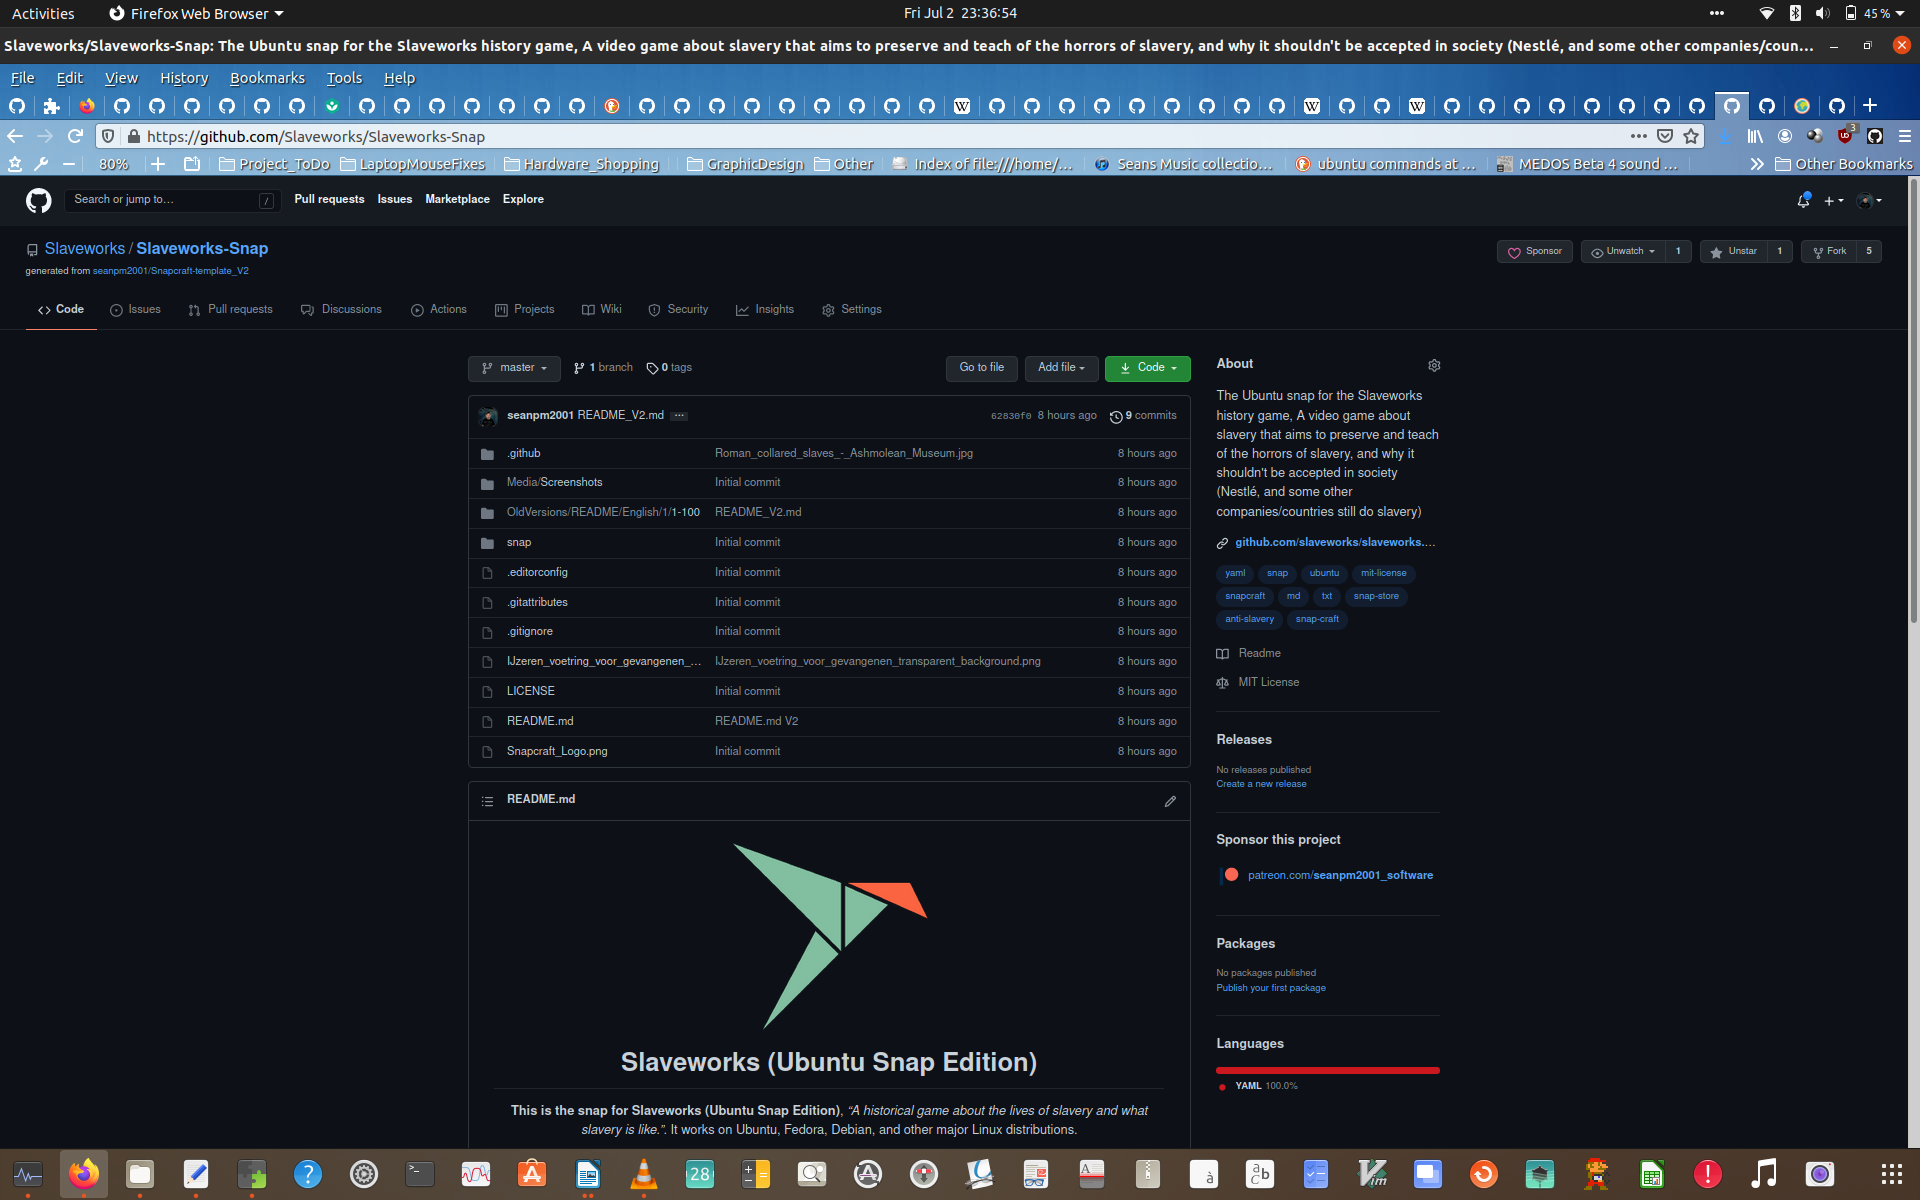 Activities
Firefox Web Browser
Fri Jul 2 23:36:54
45 %
Slaveworks/Slaveworks-Snap: The Ubuntu snap for the Slaveworks history game, A video game about slavery that aims to preserve and teach of the horrors of slavery, and why it shouldn't be accepted in society (Nestlé, and some other companies/coun...
File Edit View History Bookmarks Tools Help
https://github.com/Slaveworks/Slaveworks-Snap
3
80%
Project_ToDo
LaptopMouseFixes
Hardware_Shopping
GraphicDesign
Other
Index of file:///home/...
Seans Music collectio...
ubuntu commands at ...
MEDOS Beta 4 sound ...
Other Bookmarks
Search or jump to...
/
Pull requests Issues Marketplace Explore
Slaveworks / Slaveworks-Snap
generated from seanpm2001/Snapcraft-template_V2
Sponsor
Unwatch 1
Unstar 1
Fork 5
Code
Issues
Pull requests
Discussions
Actions
Projects
Wiki
Security
Insights
Settings
master
1 branch
0 tags
Go to file
Add file
Code
seanpm2001 README_V2.md ...
62830f0 8 hours ago
9 commits
.github Roman_collared_slaves_-_Ashmolean_Museum.jpg 8 hours ago
Media/Screenshots Initial commit 8 hours ago
OldVersions/README/English/1/1-100 README_V2.md 8 hours ago
snap Initial commit 8 hours ago
.editorconfig Initial commit 8 hours ago
.gitattributes Initial commit 8 hours ago
.gitignore Initial commit 8 hours ago
IJzeren_voetring_voor_gevangenen_... IJzeren_voetring_voor_gevangenen_transparent_background.png 8 hours ago
LICENSE Initial commit 8 hours ago
README.md README.md V2 8 hours ago
Snapcraft_Logo.png Initial commit 8 hours ago
README.md
Slaveworks (Ubuntu Snap Edition)
This is the snap for Slaveworks (Ubuntu Snap Edition), “A historical game about the lives of slavery and what
slavery is like.”. It works on Ubuntu, Fedora, Debian, and other major Linux distributions.
About
The Ubuntu snap for the Slaveworks
history game, A video game about
slavery that aims to preserve and teach
of the horrors of slavery, and why it
shouldn't be accepted in society
(Nestlé, and some other
companies/countries still do slavery)
github.com/slaveworks/slaveworks....
yaml snap ubuntu mit-license
snapcraft md txt snap-store
anti-slavery snap-craft
Readme
MIT License
Releases
No releases published
Create a new release
Sponsor this project
patreon.com/seanpm2001_software
Packages
No packages published
Publish your first package
Languages
YAML 100.0%
28